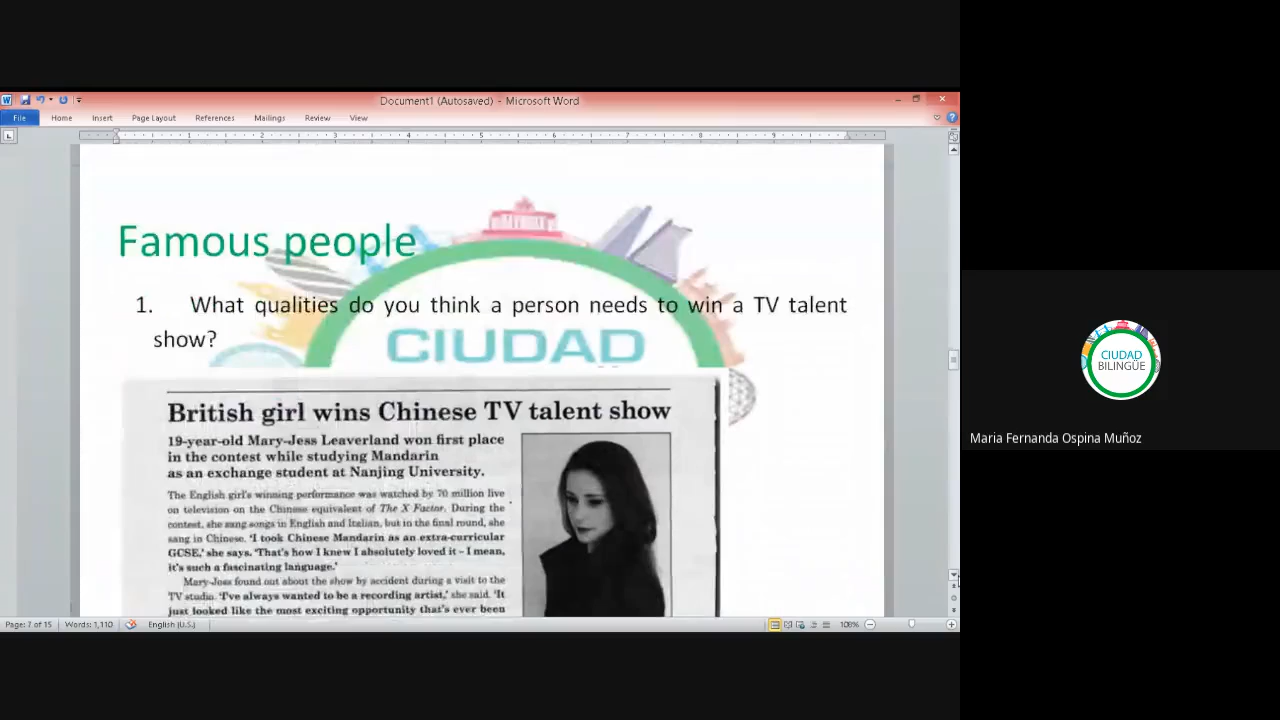 Document1 (Autosaved) - Microsoft Word
File Home Insert Page Layout References Mailings Review View
Famous people
1. What qualities do you think a person needs to win a TV talent
show?
CIUDAD
British girl wins Chinese TV talent show
19-year-old Mary-Jess Leaverland won first place
in the contest while studying Mandarin
as an exchange student at Nanjing University.
The English girl's winning performance was watched by 70 million live
on television on the Chinese equivalent of The X Factor. During the
contest, she sang songs in English and Italian, but in the final round, she
sang in Chinese. 'I took Chinese Mandarin as an extra-curricular
GCSE,' she says. 'That's how I knew I absolutely loved it – I mean,
it's such a fascinating language.'
Mary-Jess found out about the show by accident during a visit to the
TV studio. 'I've always wanted to be a recording artist,' she said. 'It
just looked like the most exciting opportunity that's ever been
Page: 7 of 15 Words: 1,110 English (U.S.) 108%
CIUDAD
BILINGÜE
Maria Fernanda Ospina Muñoz